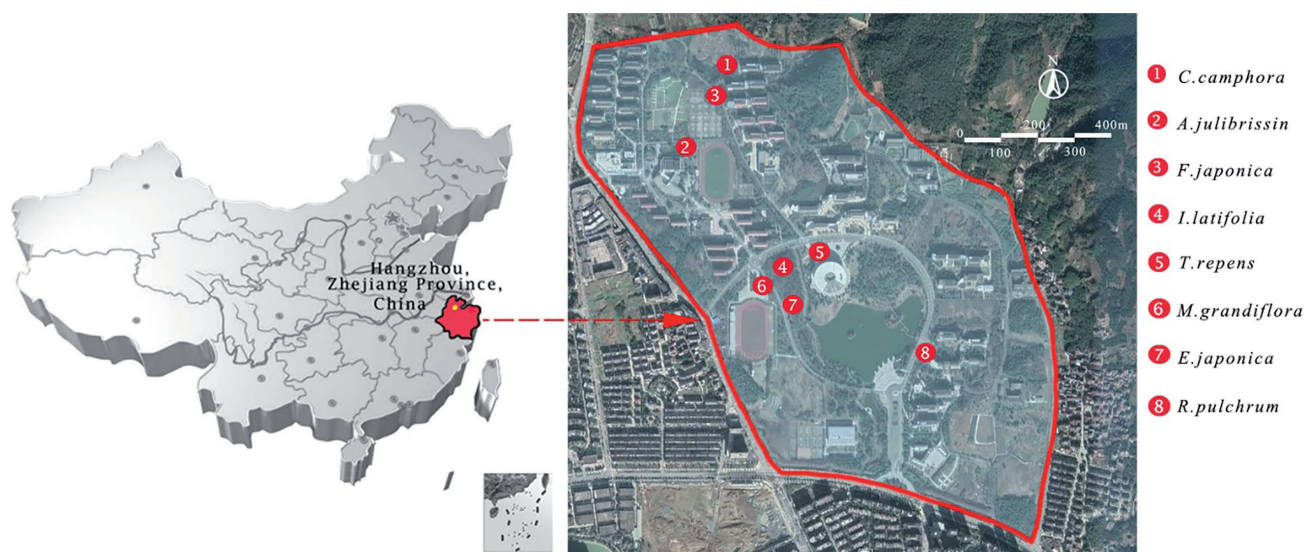 Hangzhou,
Zhejiang Province,
China
N
0 200 400m
100 300
1 C.camphora
2 A.julibrissin
3 F.japonica
4 I.latifolia
5 T.repens
6 M.grandiflora
7 E.japonica
8 R.pulchrum
1
3
2
5
4
6
7
8